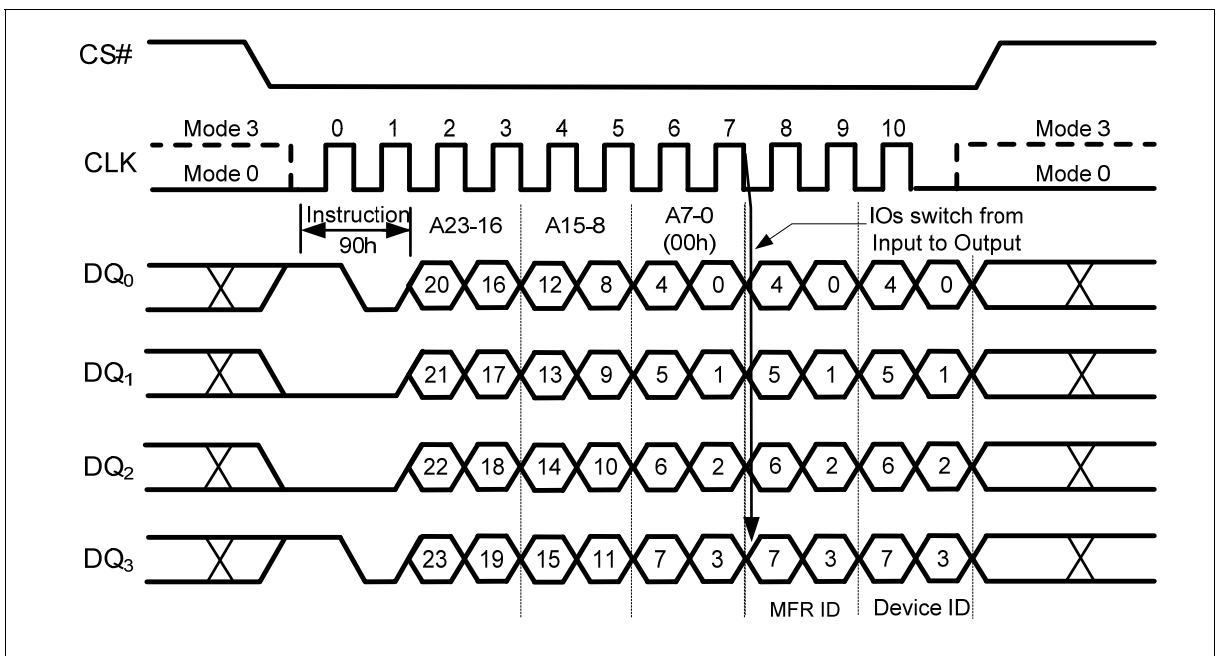 CS#
Mode 3 0 1 2 3 4 5 6 7 8 9 10 Mode 3
CLK
Mode 0 Mode 0
Instruction 90h A23-16 A15-8 A7-0 (00h) IOs switch from Input to Output
DQ0 20 16 12 8 4 0 4 0 4 0
DQ1 21 17 13 9 5 1 5 1 5 1
DQ2 22 18 14 10 6 2 6 2 6 2
DQ3 23 19 15 11 7 3 7 3 7 3
MFR ID Device ID